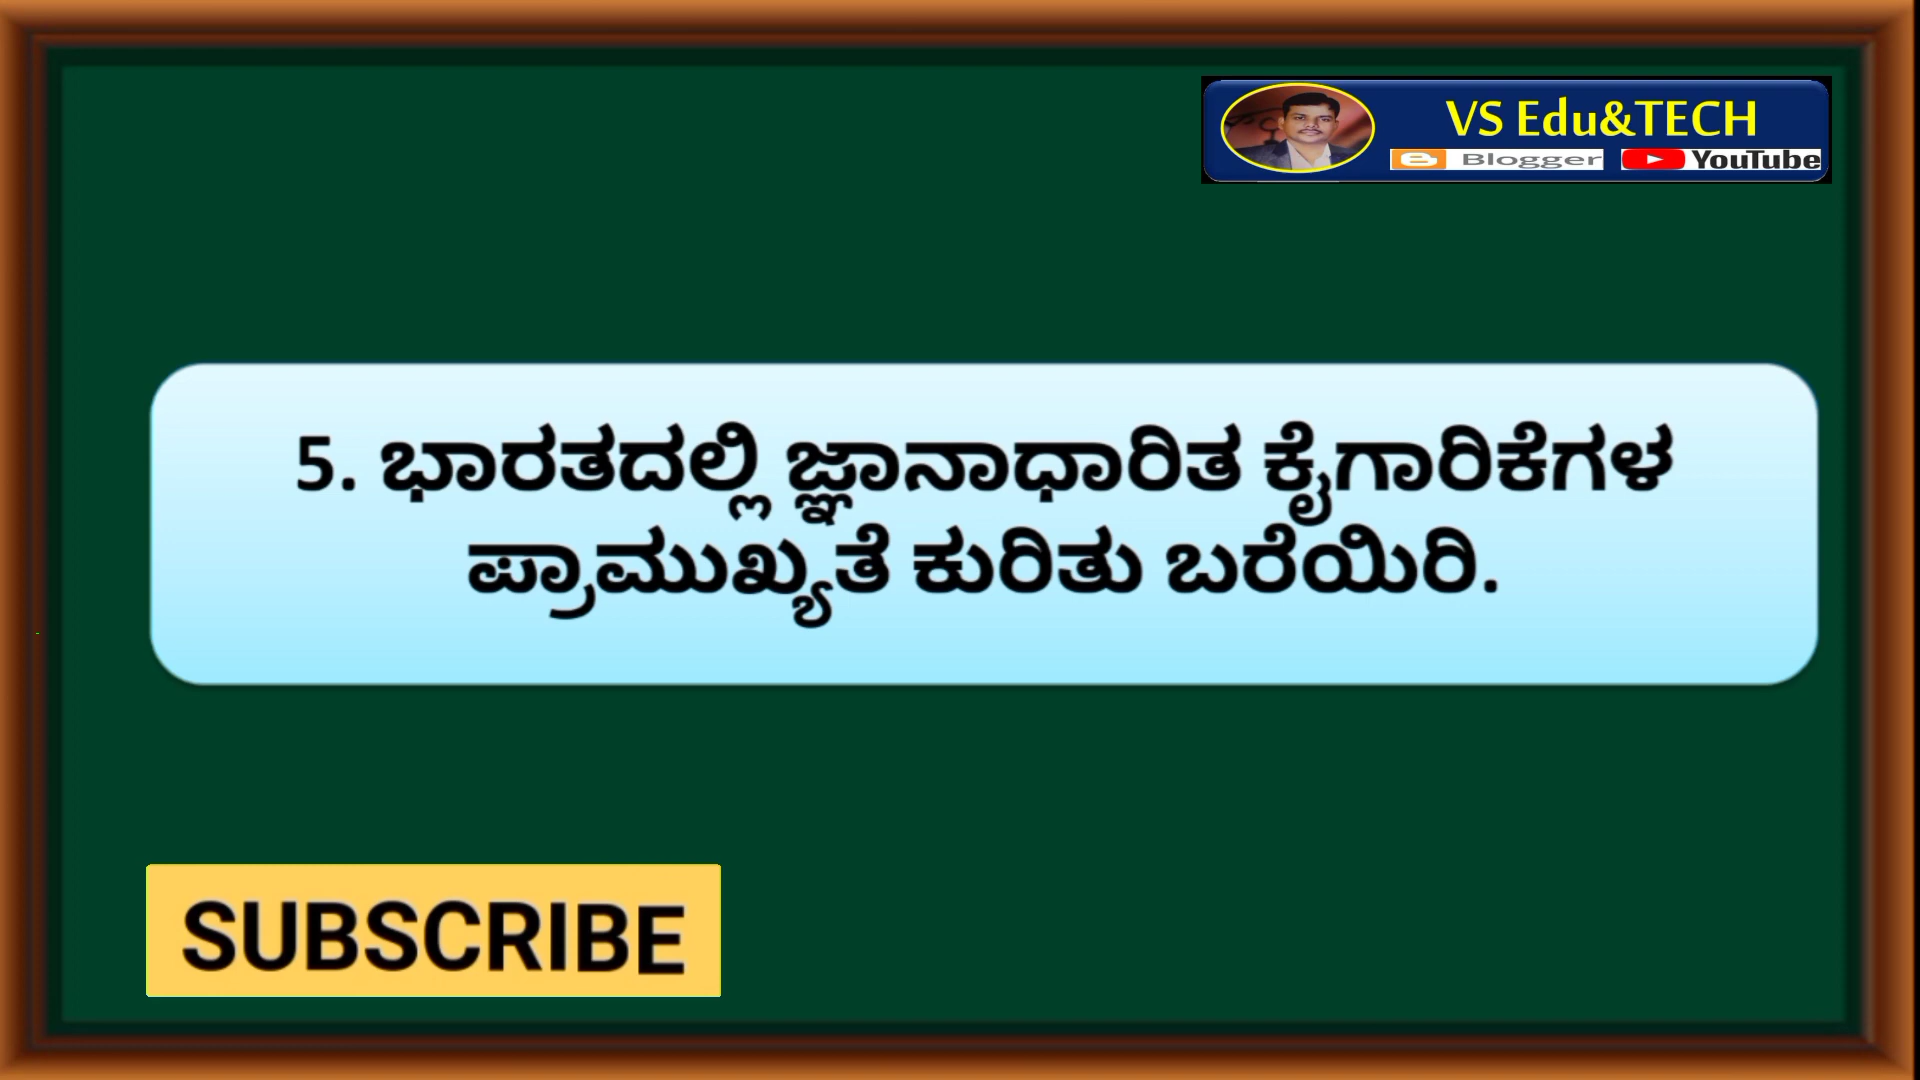 VS Edu&TECH
Blogger YouTube
5. ಭಾರತದಲ್ಲಿ ಜ್ಞಾನಾಧಾರಿತ ಕೈಗಾರಿಕೆಗಳ
ಪ್ರಾಮುಖ್ಯತೆ ಕುರಿತು ಬರೆಯಿರಿ.
SUBSCRIBE